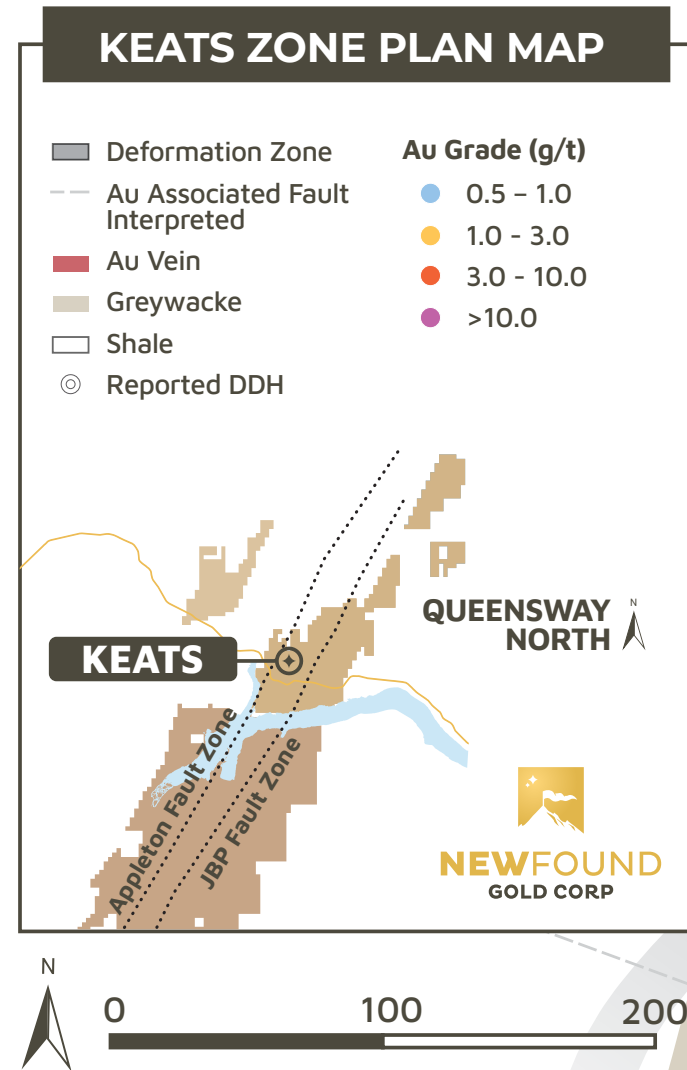 KEATS ZONE PLAN MAP
Deformation Zone
Au Associated Fault
Interpreted
Au Vein
Greywacke
Shale
Reported DDH
Au Grade (g/t)
0.5 – 1.0
1.0 - 3.0
3.0 - 10.0
>10.0
QUEENSWAY
NORTH
N
KEATS
Appleton Fault Zone
JBP Fault Zone
NEWFOUND
GOLD CORP
N
0 100 200